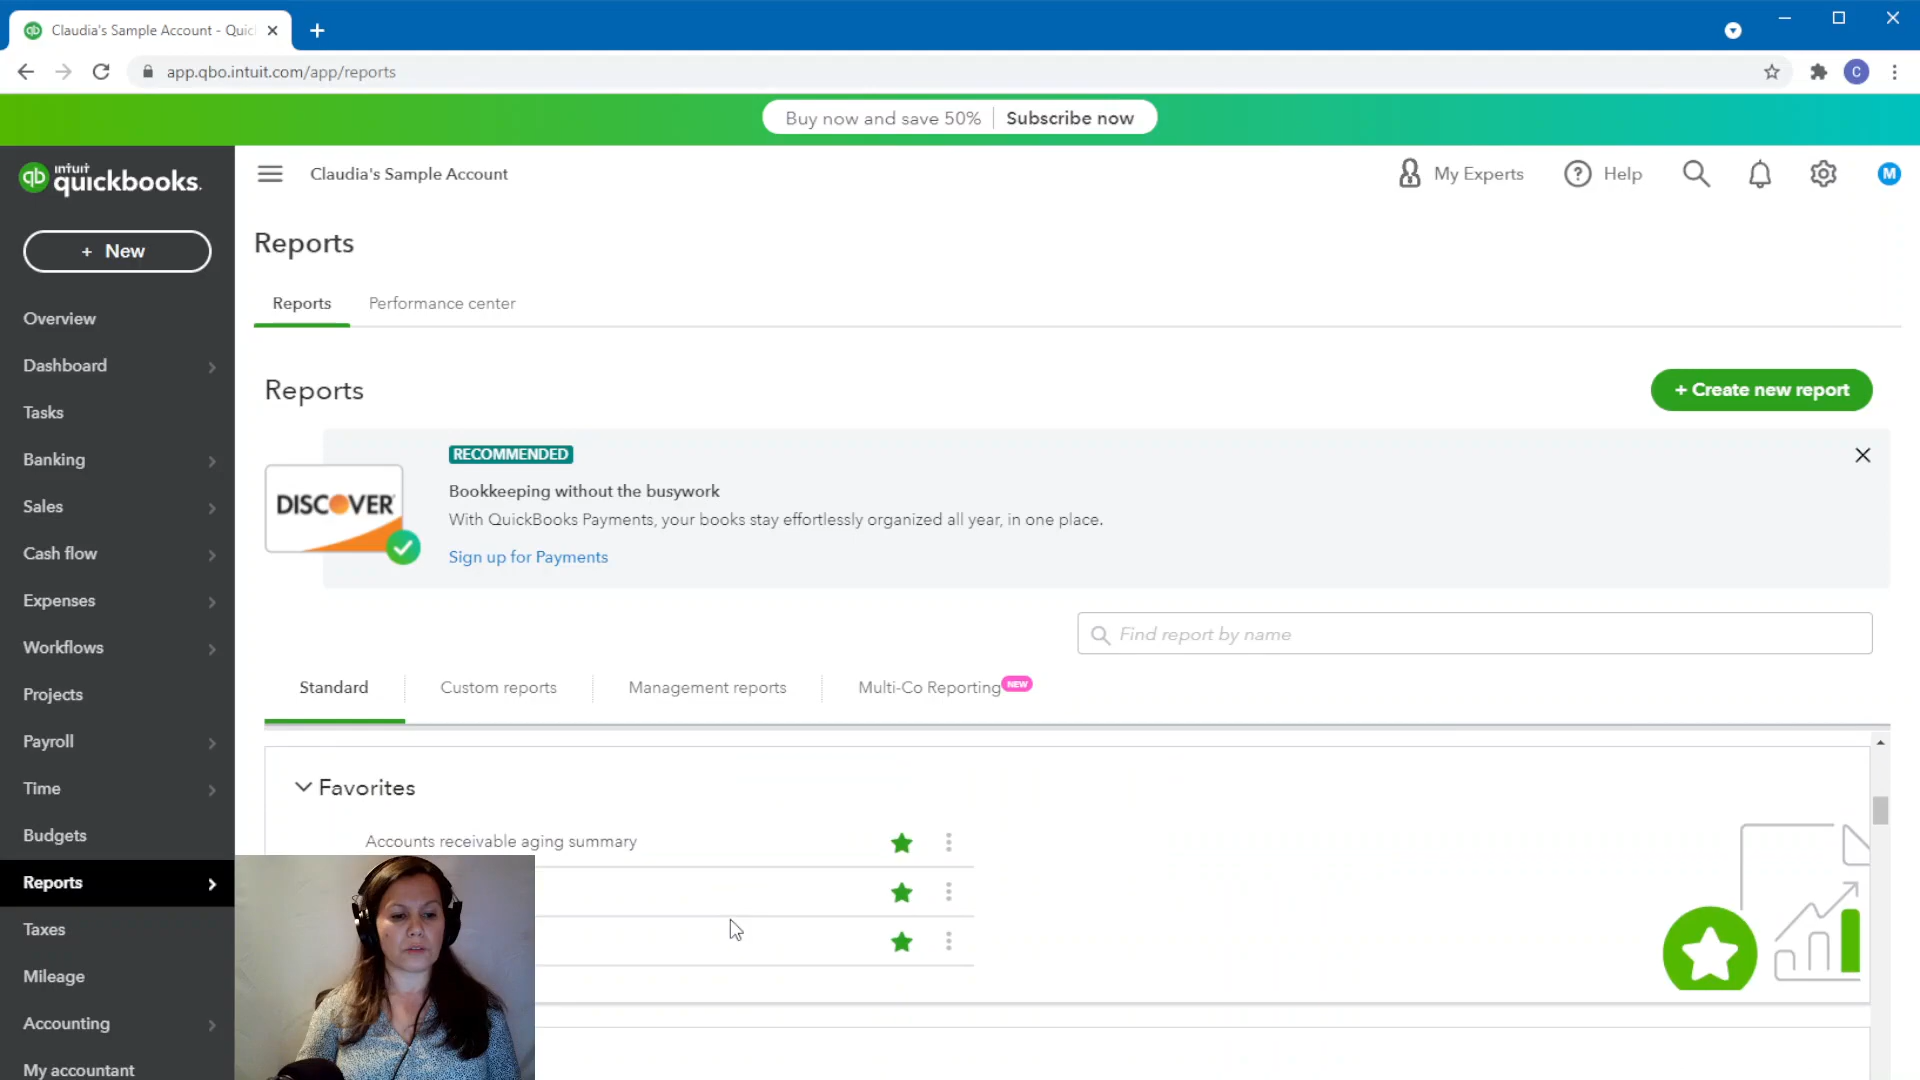 Claudia's Sample Account - Quic
app.qbo.intuit.com/app/reports
C
Buy now and save 50% Subscribe now
qb intuit quickbooks.
Claudia's Sample Account
My Experts
? Help
M
+ New
Overview
Dashboard
Tasks
Banking
Sales
Cash flow
Expenses
Workflows
Projects
Payroll
Time
Budgets
Reports
Taxes
Mileage
Accounting
My accountant
Reports
Reports Performance center
Reports
+ Create new report
DISCOVER
RECOMMENDED
Bookkeeping without the busywork
With QuickBooks Payments, your books stay effortlessly organized all year, in one place.
Sign up for Payments
Find report by name
Standard Custom reports Management reports Multi-Co Reporting NEW
Favorites
Accounts receivable aging summary